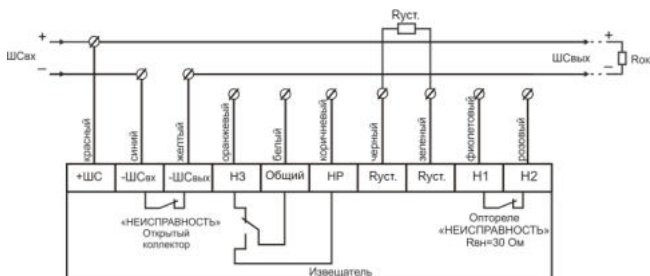 Rуст.
+
ШСвх
−
ШСвых
+
−
Rок
красный
синий
желтый
оранжевый
белый
коричневый
черный
зеленый
фиолетовый
розовый
+ШС
-ШСвх
-ШСвых
НЗ
Общий
НР
Rуст.
Rуст.
Н1
Н2
«НЕИСПРАВНОСТЬ»
Открытый
коллектор
Оптореле
«НЕИСПРАВНОСТЬ»
Rвн=30 Ом
Извещатель